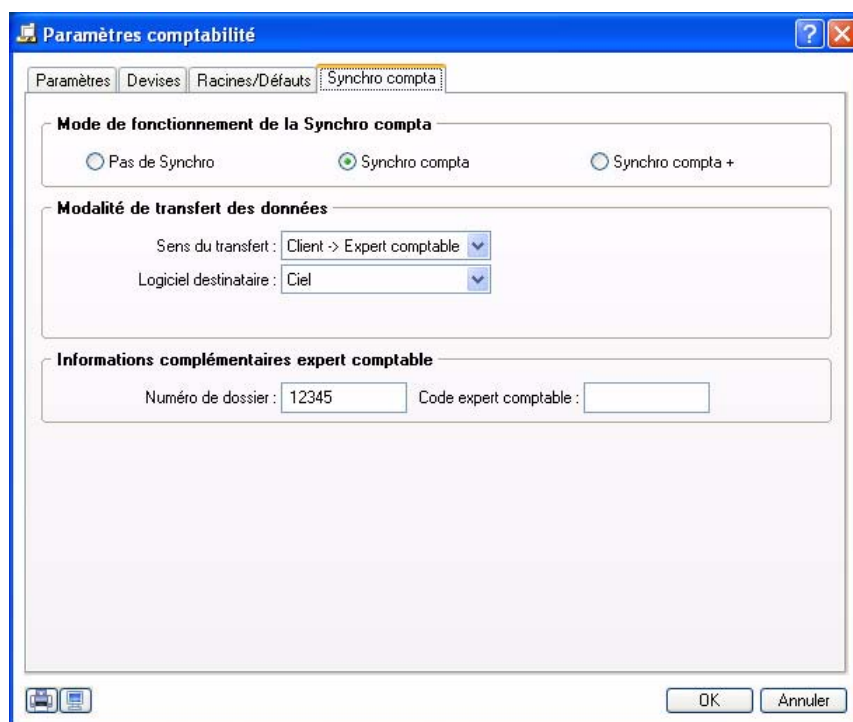 Paramètres comptabilité
Paramètres Devises Racines/Défauts Synchro compta
Mode de fonctionnement de la Synchro compta
Pas de Synchro Synchro compta Synchro compta +
Modalité de transfert des données
Sens du transfert : Client -> Expert comptable
Logiciel destinataire : Ciel
Informations complémentaires expert comptable
Numéro de dossier : 12345 Code expert comptable :
OK Annuler